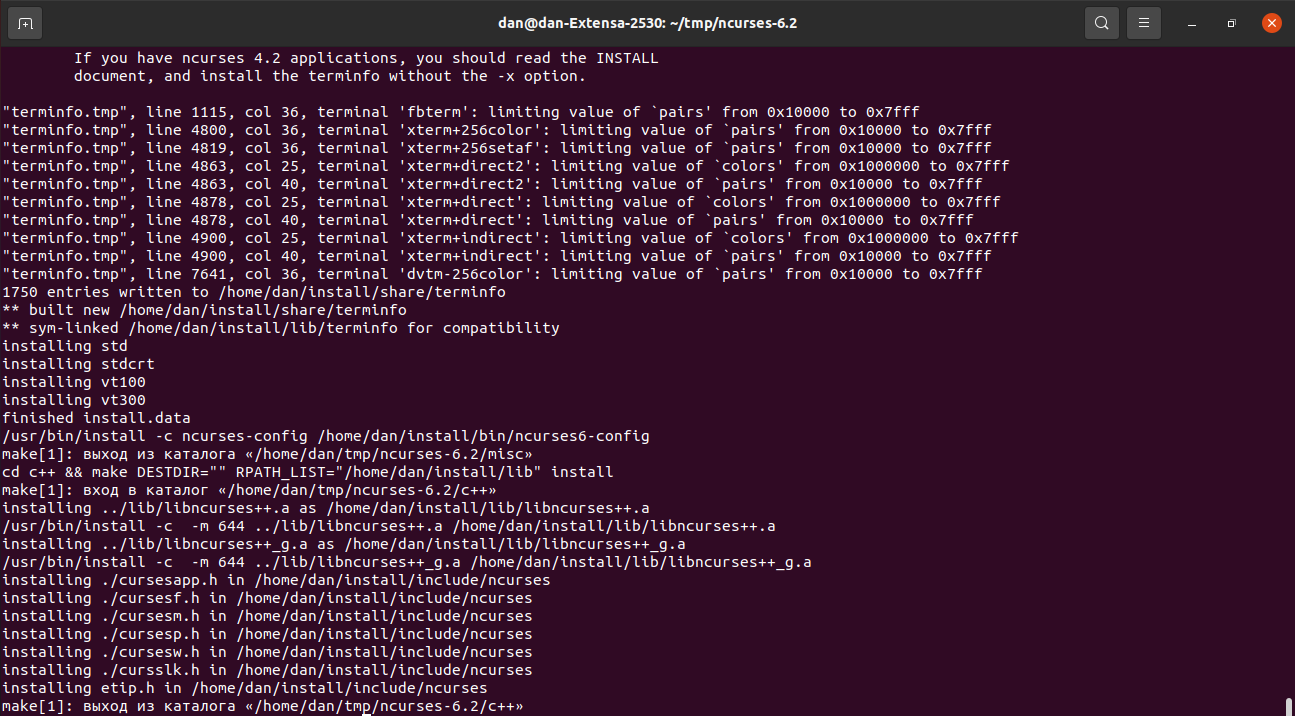 dan@dan-Extensa-2530: ~/tmp/ncurses-6.2
If you have ncurses 4.2 applications, you should read the INSTALL
document, and install the terminfo without the -x option.
"terminfo.tmp", line 1115, col 36, terminal 'fbterm': limiting value of `pairs' from 0x10000 to 0x7fff
"terminfo.tmp", line 4800, col 36, terminal 'xterm+256color': limiting value of `pairs' from 0x10000 to 0x7fff
"terminfo.tmp", line 4819, col 36, terminal 'xterm+256setaf': limiting value of `pairs' from 0x10000 to 0x7fff
"terminfo.tmp", line 4863, col 25, terminal 'xterm+direct2': limiting value of `colors' from 0x1000000 to 0x7fff
"terminfo.tmp", line 4863, col 40, terminal 'xterm+direct2': limiting value of `pairs' from 0x10000 to 0x7fff
"terminfo.tmp", line 4878, col 25, terminal 'xterm+direct': limiting value of `colors' from 0x1000000 to 0x7fff
"terminfo.tmp", line 4878, col 40, terminal 'xterm+direct': limiting value of `pairs' from 0x10000 to 0x7fff
"terminfo.tmp", line 4900, col 25, terminal 'xterm+indirect': limiting value of `colors' from 0x1000000 to 0x7fff
"terminfo.tmp", line 4900, col 40, terminal 'xterm+indirect': limiting value of `pairs' from 0x10000 to 0x7fff
"terminfo.tmp", line 7641, col 36, terminal 'dvtm-256color': limiting value of `pairs' from 0x10000 to 0x7fff
1750 entries written to /home/dan/install/share/terminfo
** built new /home/dan/install/share/terminfo
** sym-linked /home/dan/install/lib/terminfo for compatibility
installing std
installing stdcrt
installing vt100
installing vt300
finished install.data
/usr/bin/install -c ncurses-config /home/dan/install/bin/ncurses6-config
make[1]: выход из каталога «/home/dan/tmp/ncurses-6.2/misc»
cd c++ && make DESTDIR="" RPATH_LIST="/home/dan/install/lib" install
make[1]: вход в каталог «/home/dan/tmp/ncurses-6.2/c++»
installing ../lib/libncurses++.a as /home/dan/install/lib/libncurses++.a
/usr/bin/install -c  -m 644 ../lib/libncurses++.a /home/dan/install/lib/libncurses++.a
installing ../lib/libncurses++_g.a as /home/dan/install/lib/libncurses++_g.a
/usr/bin/install -c  -m 644 ../lib/libncurses++_g.a /home/dan/install/lib/libncurses++_g.a
installing ./cursesapp.h in /home/dan/install/include/ncurses
installing ./cursesf.h in /home/dan/install/include/ncurses
installing ./cursesm.h in /home/dan/install/include/ncurses
installing ./cursesp.h in /home/dan/install/include/ncurses
installing ./cursesw.h in /home/dan/install/include/ncurses
installing ./cursslk.h in /home/dan/install/include/ncurses
installing etip.h in /home/dan/install/include/ncurses
make[1]: выход из каталога «/home/dan/tmp/ncurses-6.2/c++»